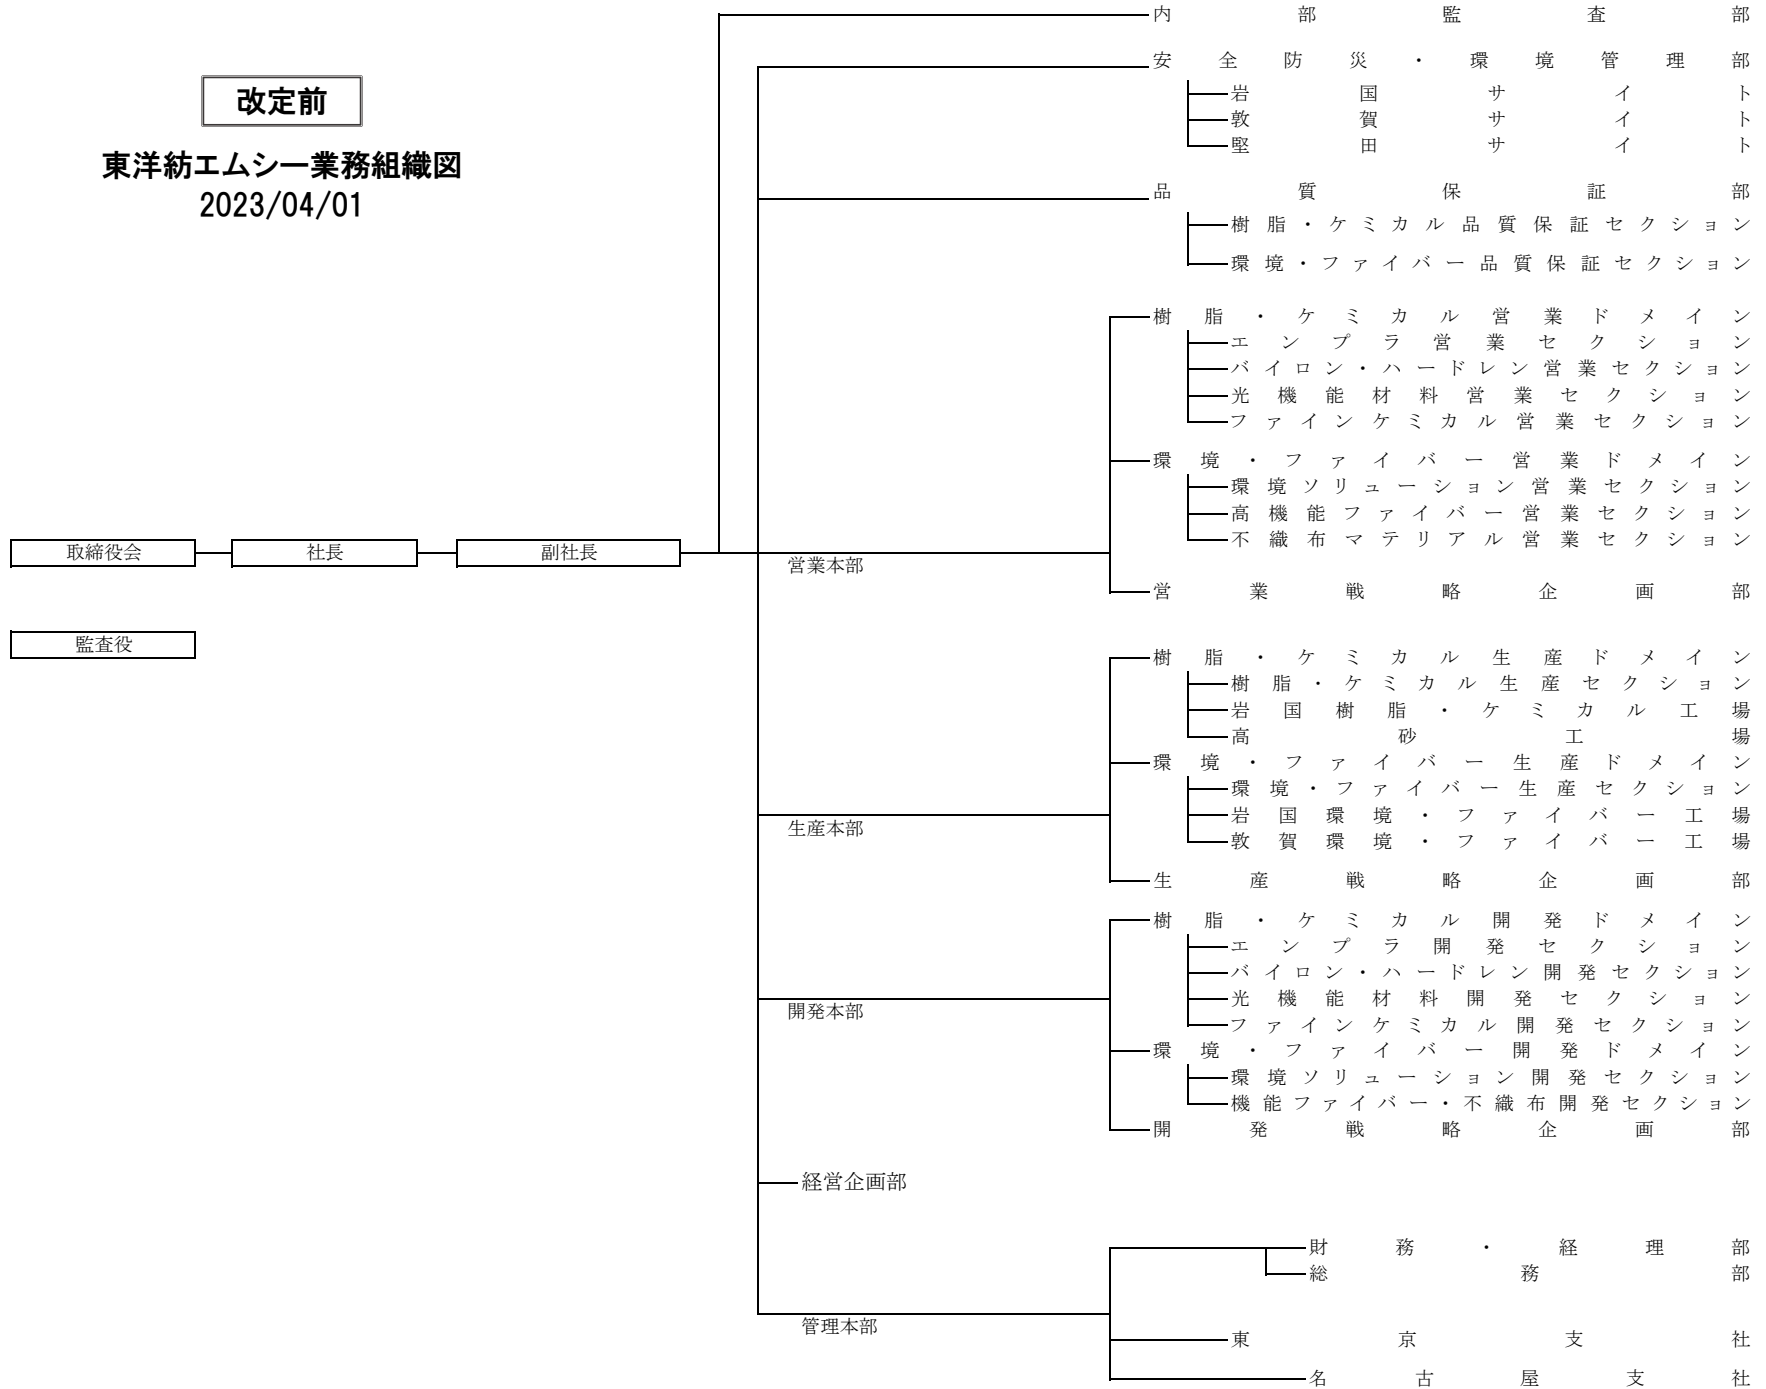 内部監査部
安全防災・環境管理部
岩国サイト
敦賀サイト
堅田サイト
改定前
東洋紡エムシー業務組織図
2023/04/01
品質保証部
樹脂・ケミカル品質保証セクション
環境・ファイバー品質保証セクション
樹脂・ケミカル営業ドメイン
エンプラ営業セクション
バイロン・ハードレン営業セクション
光機能材料営業セクション
ファインケミカル営業セクション
環境・ファイバー営業ドメイン
環境ソリューション営業セクション
高機能ファイバー営業セクション
不織布マテリアル営業セクション
取締役会
社長
副社長
営業本部
営業戦略企画部
監査役
樹脂・ケミカル生産ドメイン
樹脂・ケミカル生産セクション
岩国樹脂・ケミカル工場
高砂工場
環境・ファイバー生産ドメイン
環境・ファイバー生産セクション
岩国環境・ファイバー工場
生産本部
敦賀環境・ファイバー工場
生産戦略企画部
樹脂・ケミカル開発ドメイン
エンプラ開発セクション
バイロン・ハードレン開発セクション
光機能材料開発セクション
開発本部
ファインケミカル開発セクション
環境・ファイバー開発ドメイン
環境ソリューション開発セクション
機能ファイバー・不織布開発セクション
開発戦略企画部
経営企画部
財務・経理部
総務部
管理本部
東京支社
名古屋支社